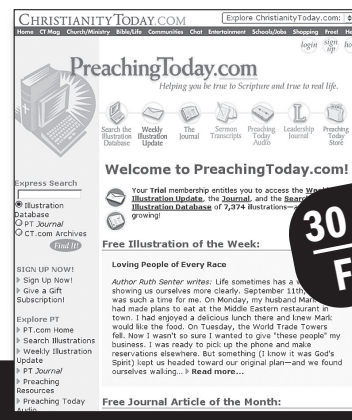 CHRISTIANITYTODAY.COM
Explore ChristianityToday.com:
Home CT Mag Church/Ministry Bible/Life Communities Chat Entertainment Schools/Jobs Shopping Free!
login sign up
PreachingToday.com
Helping you be true to Scripture and true to real life.
Search the Illustration Database
Weekly Illustration Update
The Journal
Sermon Transcripts
Preaching Today Audio
Leadership Journal
Preaching Today Store
Welcome to PreachingToday.com!
Your Trial membership entitles you to access the
Illustration Update, the Journal, and the
Illustration Database of 7,374 illustrations—
growing!
Express Search
Illustration
Database
PT Journal
CT.com Archives
Find It!
SIGN UP NOW!
Sign Up Now!
Give a Gift
Subscription!
Explore PT
PT.com Home
Search Illustrations
Weekly Illustration
Update
PT Journal
Preaching
Resources
Preaching Today
Audio
30
F
Free Illustration of the Week:
Loving People of Every Race
Author Ruth Senter writes: Life sometimes has a
showing us ourselves more clearly. September 11th,
was such a time for me. On Monday, my husband Mark
had made plans to eat at the Middle Eastern restaurant in
town. I had enjoyed a delicious lunch there and knew Mark
would like the food. On Tuesday, the World Trade Towers
fell. Now I wasn't so sure I wanted to give "these people" my
business. I was ready to pick up the phone and make
reservations elsewhere. But something (I know it was God's
Spirit) kept us headed toward our original plan—and we found
ourselves walking... Read more...
Free Journal Article of the Month: